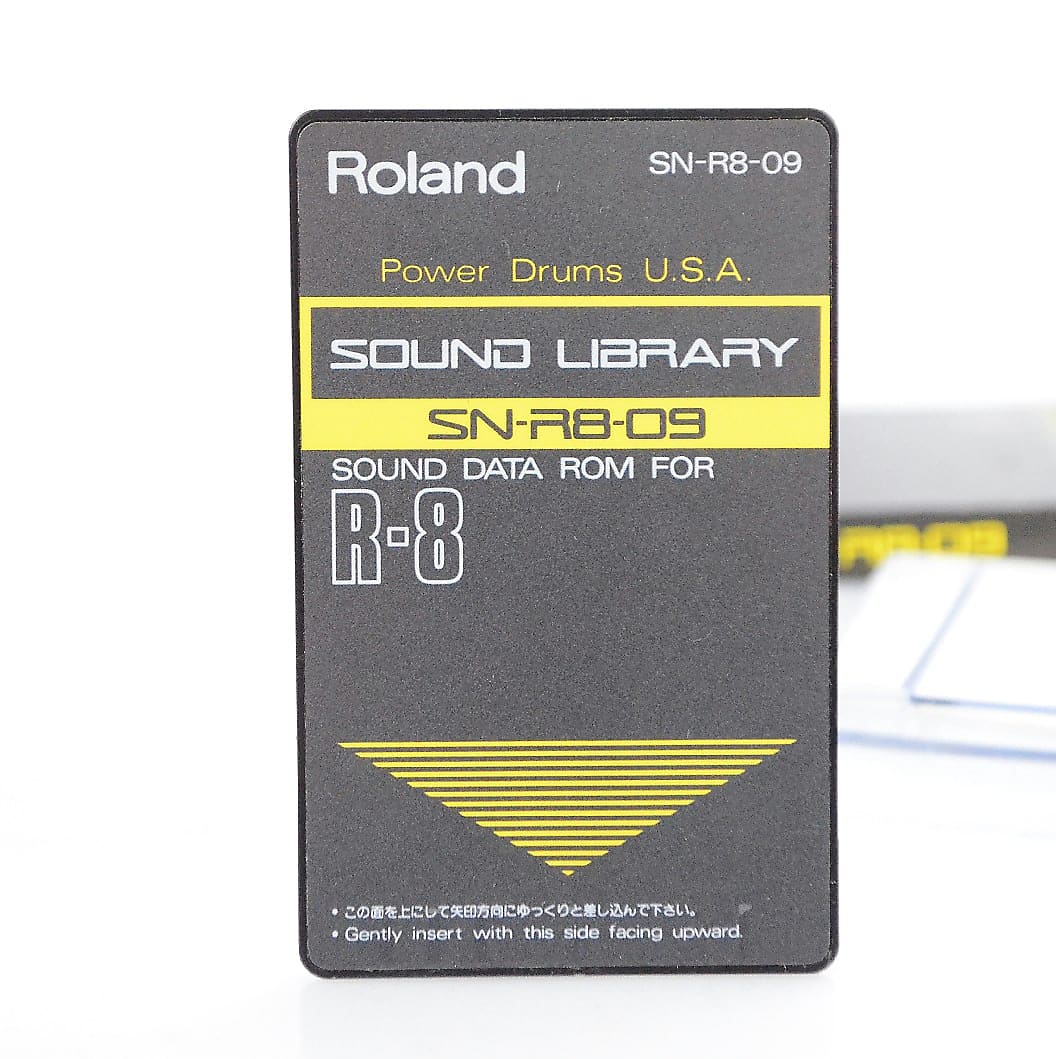 Roland
SN-R8-09
Power Drums U.S.A.
SOUND LIBRARY
SN-R8-09
SOUND DATA ROM FOR
R-8
• この面を上にして矢印方向にゆっくりと差し込んで下さい。
• Gently insert with this side facing upward.